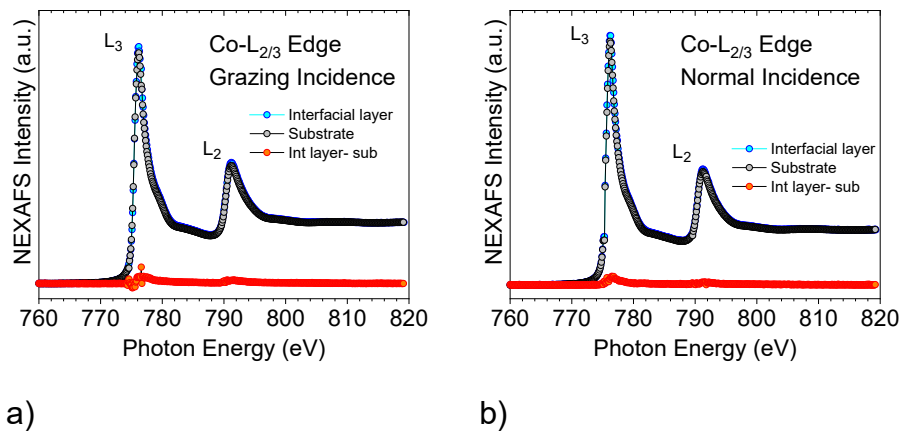 L3
Co-L2/3 Edge
Grazing Incidence
Interfacial layer
Substrate
Int layer- sub
L2
NEXAFS Intensity (a.u.)
760 770 780 790 800 810 820
Photon Energy (eV)
a)
L3
Co-L2/3 Edge
Normal Incidence
Interfacial layer
Substrate
Int layer- sub
L2
NEXAFS Intensity (a.u.)
760 770 780 790 800 810 820
Photon Energy (eV)
b)